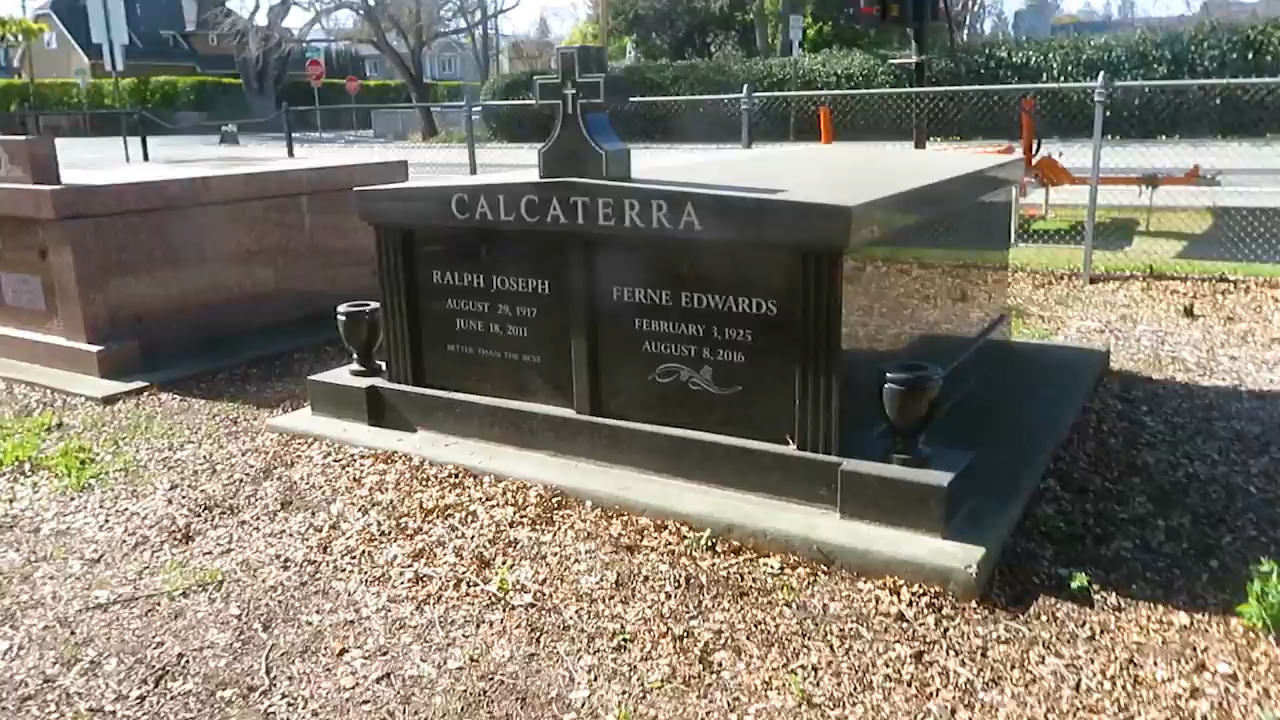 CALCATERRA
RALPH JOSEPH
AUGUST 29, 1917
JUNE 18, 2011
BETTER THAN THE BEST
FERNE EDWARDS
FEBRUARY 3, 1925
AUGUST 8, 2016